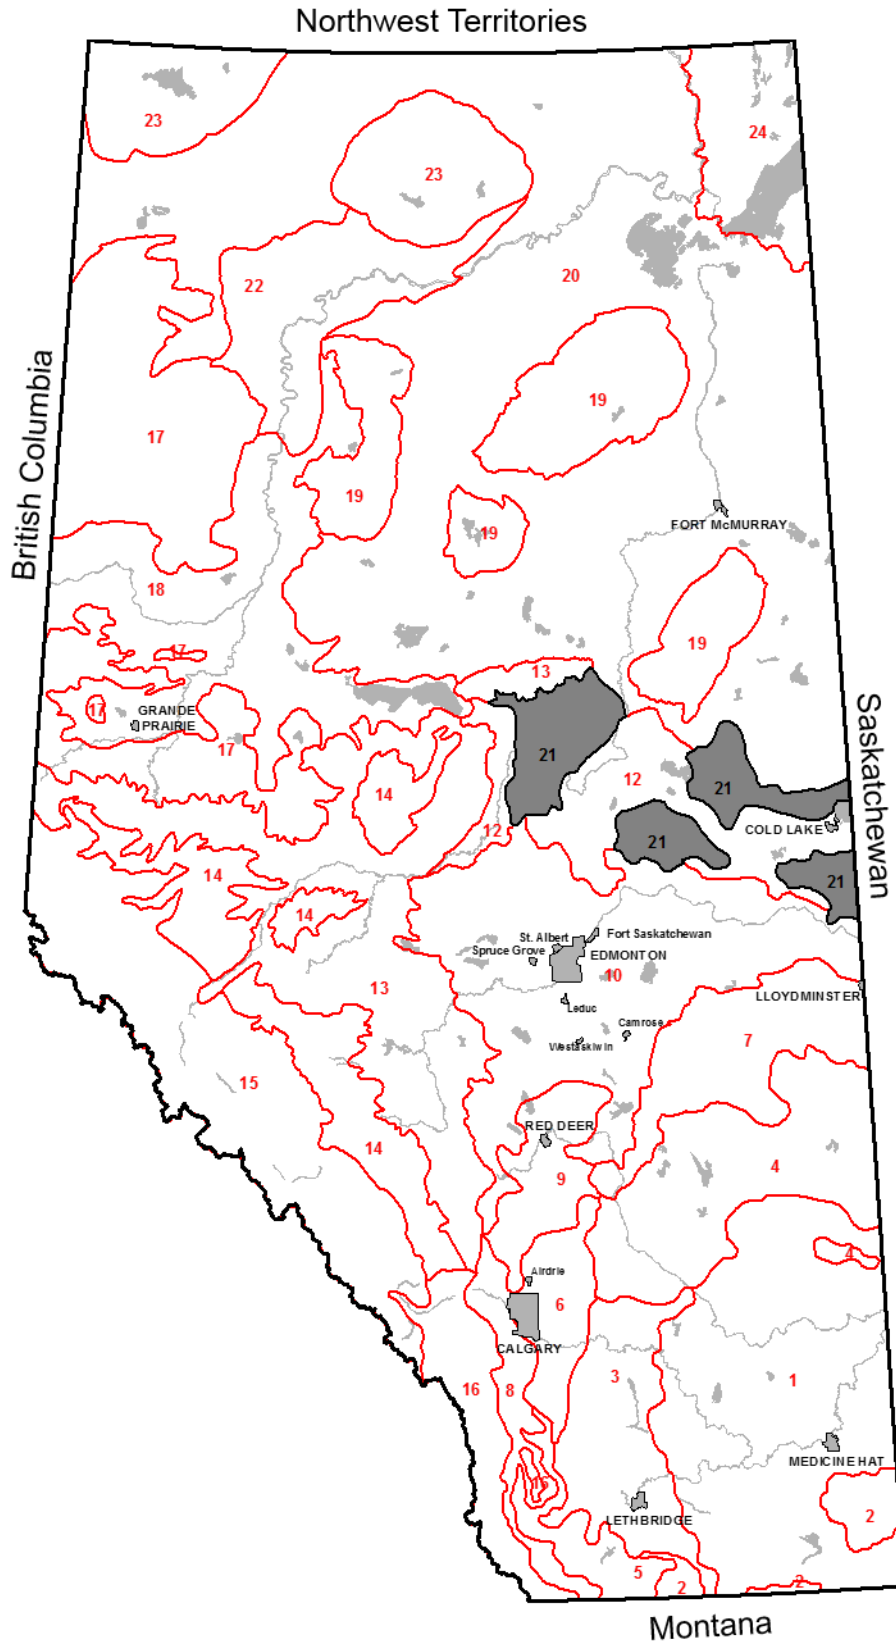 Northwest Territories
23
24
23
22
20
British Columbia
17
19
19
19
FORT McMURRAY
18
17
19
13
17
GRANDE
PRAIRIE
17
Saskatchewan
21
12
21
14
12
21
COLD LAKE
14
21
14
St. Albert
Fort Saskatchewan
Spruce Grove
EDMONTON
10
13
LLOYDMINSTER
Leduc
Camrose
Westaskiwin
7
15
RED DEER
14
9
4
4
Airdrie
6
CALGARY
16
8
3
1
MEDICINE HAT
LETHBRIDGE
2
5
2
2
Montana